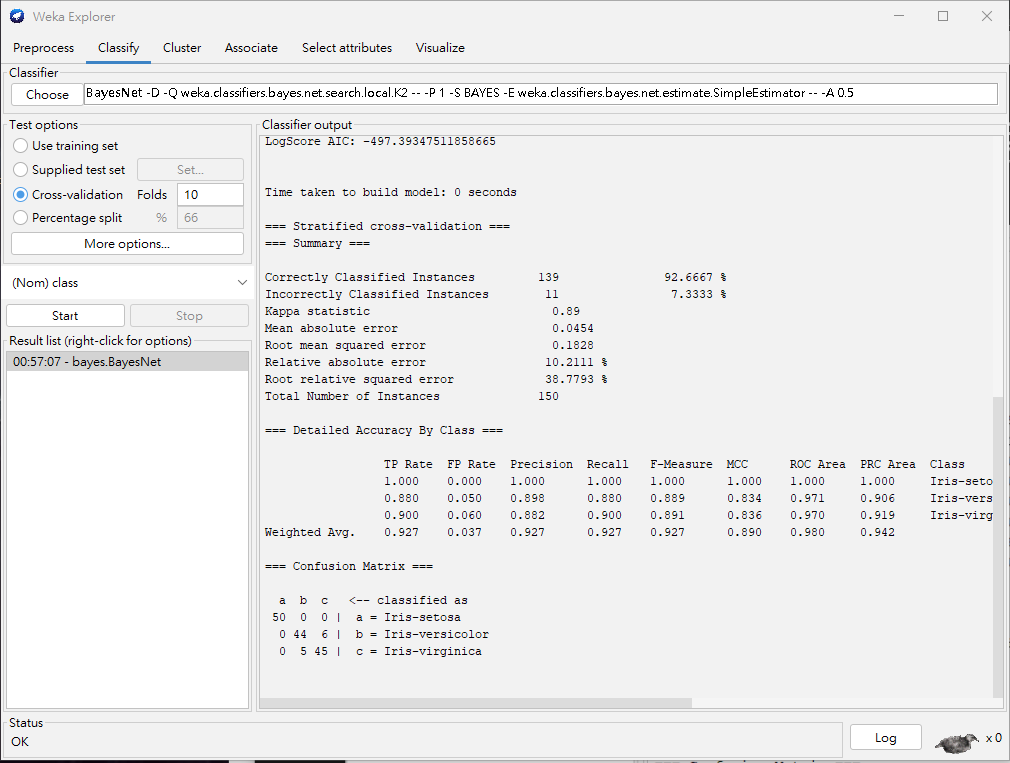 Weka Explorer
Preprocess Classify Cluster Associate Select attributes Visualize
Classifier
Choose BayesNet -D -Q weka.classifiers.bayes.net.search.local.K2 -- -P 1 -S BAYES -E weka.classifiers.bayes.net.estimate.SimpleEstimator -- -A 0.5
Test options
Use training set
Supplied test set Set...
Cross-validation Folds 10
Percentage split % 66
More options...
(Nom) class
Start Stop
Result list (right-click for options)
00:57:07 - bayes.BayesNet
Classifier output
LogScore AIC: -497.39347511858665
Time taken to build model: 0 seconds
=== Stratified cross-validation ===
=== Summary ===
Correctly Classified Instances 139 92.6667 %
Incorrectly Classified Instances 11 7.3333 %
Kappa statistic 0.89
Mean absolute error 0.0454
Root mean squared error 0.1828
Relative absolute error 10.2111 %
Root relative squared error 38.7793 %
Total Number of Instances 150
=== Detailed Accuracy By Class ===
TP Rate FP Rate Precision Recall F-Measure MCC ROC Area PRC Area Class
1.000 0.000 1.000 1.000 1.000 1.000 1.000 1.000 Iris-seto
0.880 0.050 0.898 0.880 0.889 0.834 0.971 0.906 Iris-vers
0.900 0.060 0.882 0.900 0.891 0.836 0.970 0.919 Iris-virg
Weighted Avg. 0.927 0.037 0.927 0.927 0.927 0.890 0.980 0.942
=== Confusion Matrix ===
a b c <-- classified as
50 0 0 | a = Iris-setosa
0 44 6 | b = Iris-versicolor
0 5 45 | c = Iris-virginica
Status
OK
Log
x 0